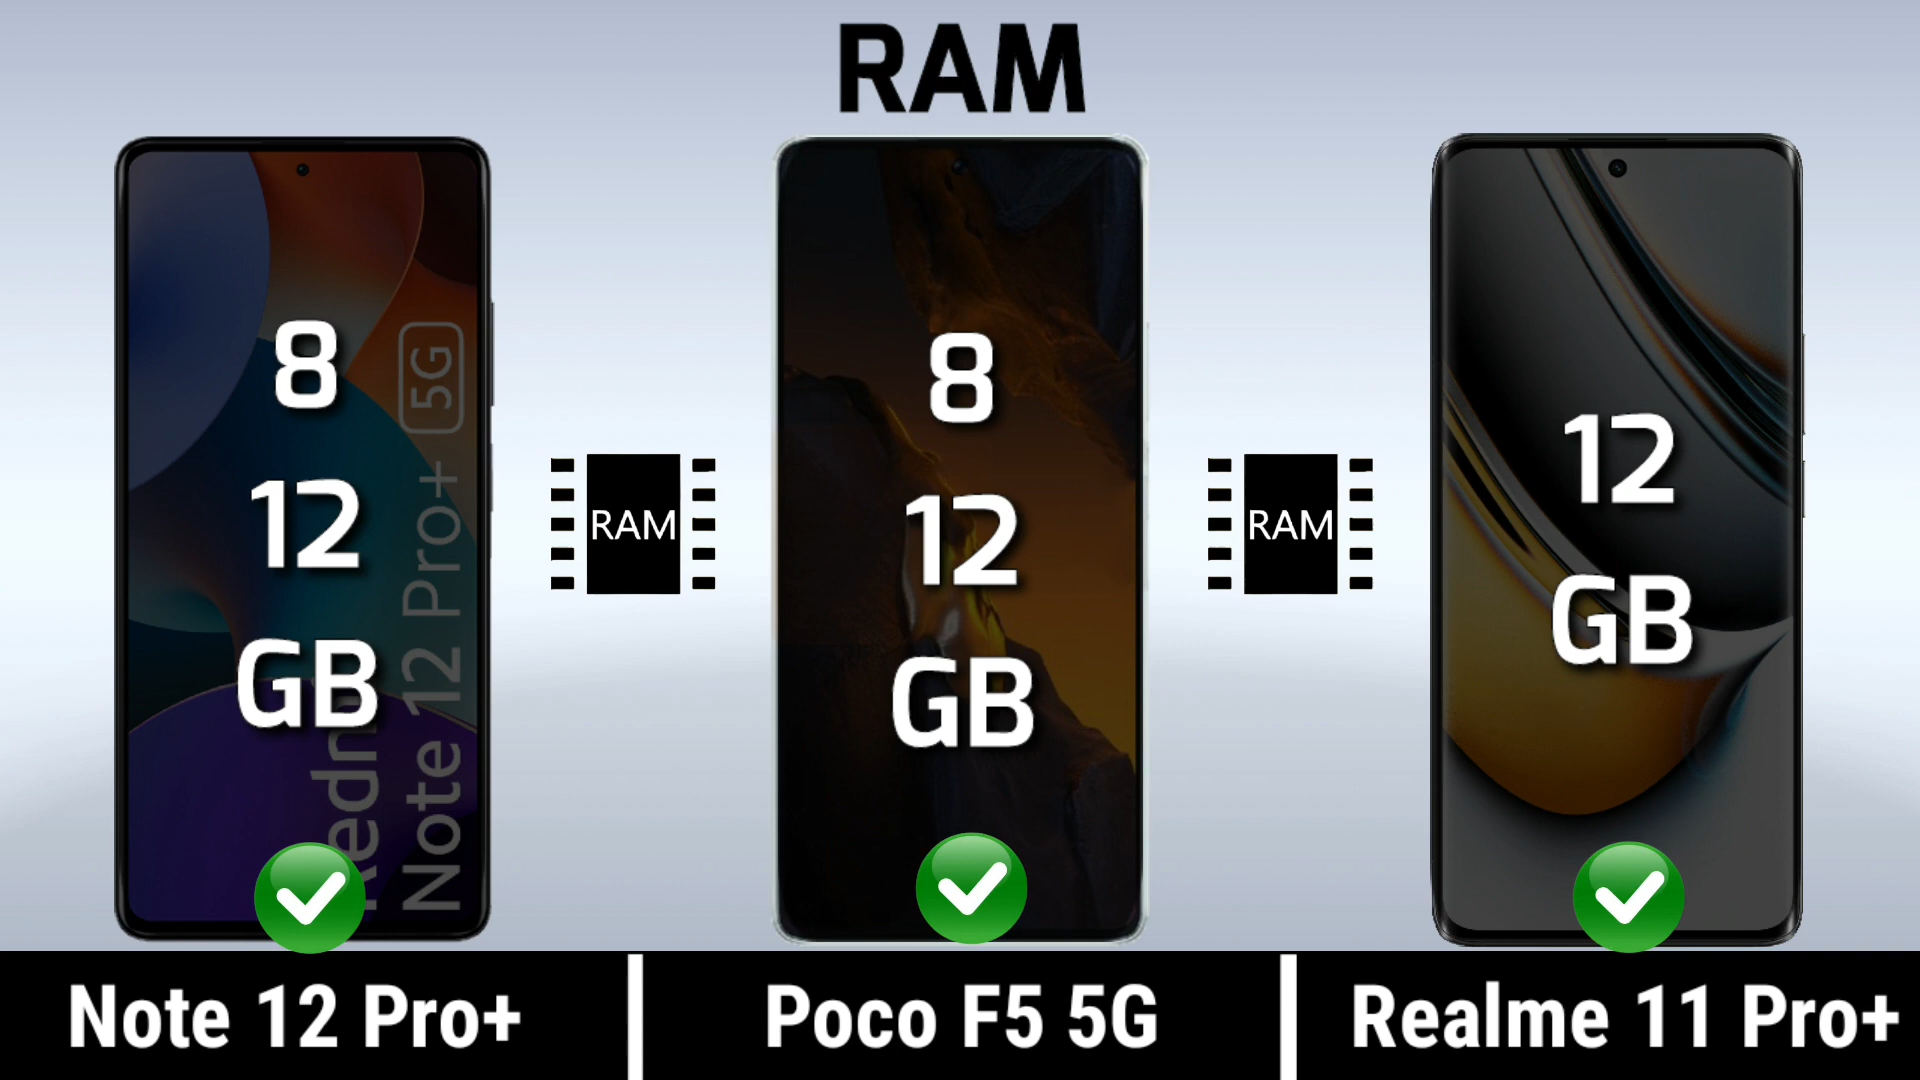 RAM
8
12
GB
Redmi
Note 12 Pro+ 5G
RAM
8
12
GB
RAM
12
GB
Note 12 Pro+
Poco F5 5G
Realme 11 Pro+